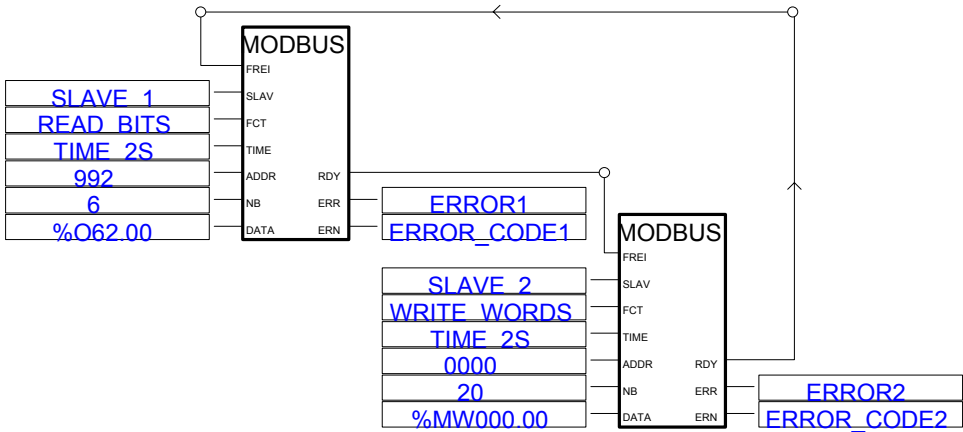 MODBUS
FREI
SLAVE_1 SLAV
READ_BITS FCT
TIME_2S TIME
992 ADDR RDY
6 NB ERR ERROR1
%O62.00 DATA ERN ERROR_CODE1
MODBUS
FREI
SLAVE_2 SLAV
WRITE_WORDS FCT
TIME_2S TIME
0000 ADDR RDY
20 NB ERR ERROR2
%MW000.00 DATA ERN ERROR_CODE2